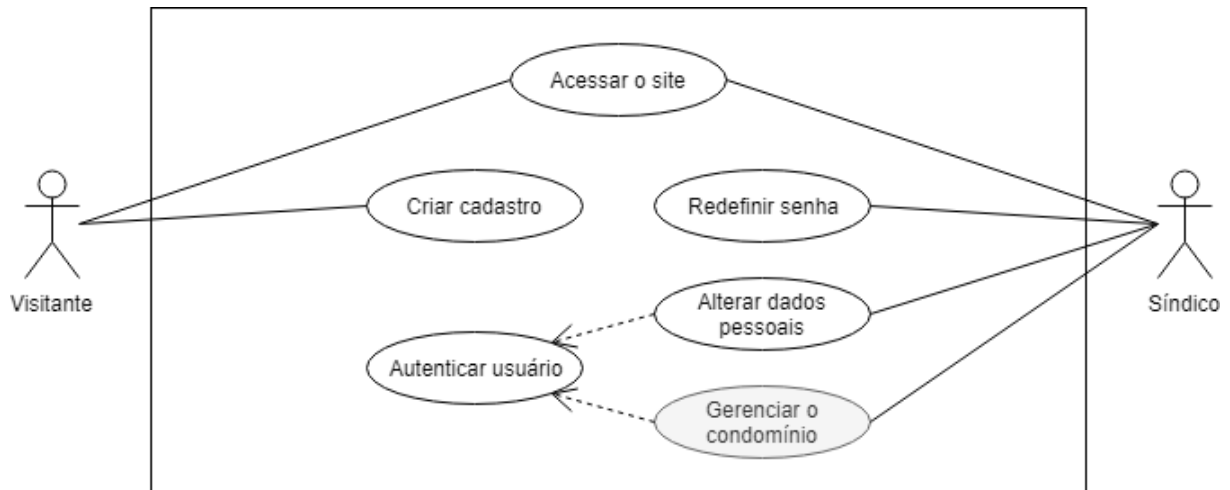 Acessar o site
Criar cadastro
Redefinir senha
Visitante
Síndico
Alterar dados
pessoais
Autenticar usuário
Gerenciar o
condomínio